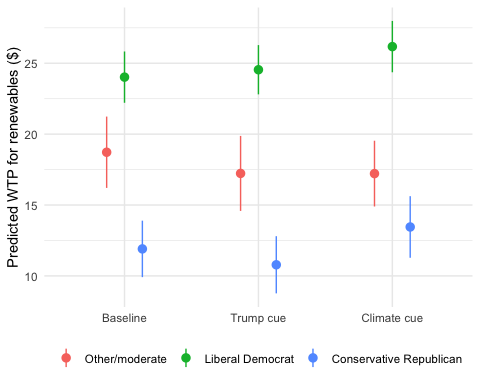 Predicted WTP for renewables ($)
25
20
15
10
Baseline Trump cue Climate cue
Other/moderate Liberal Democrat Conservative Republican